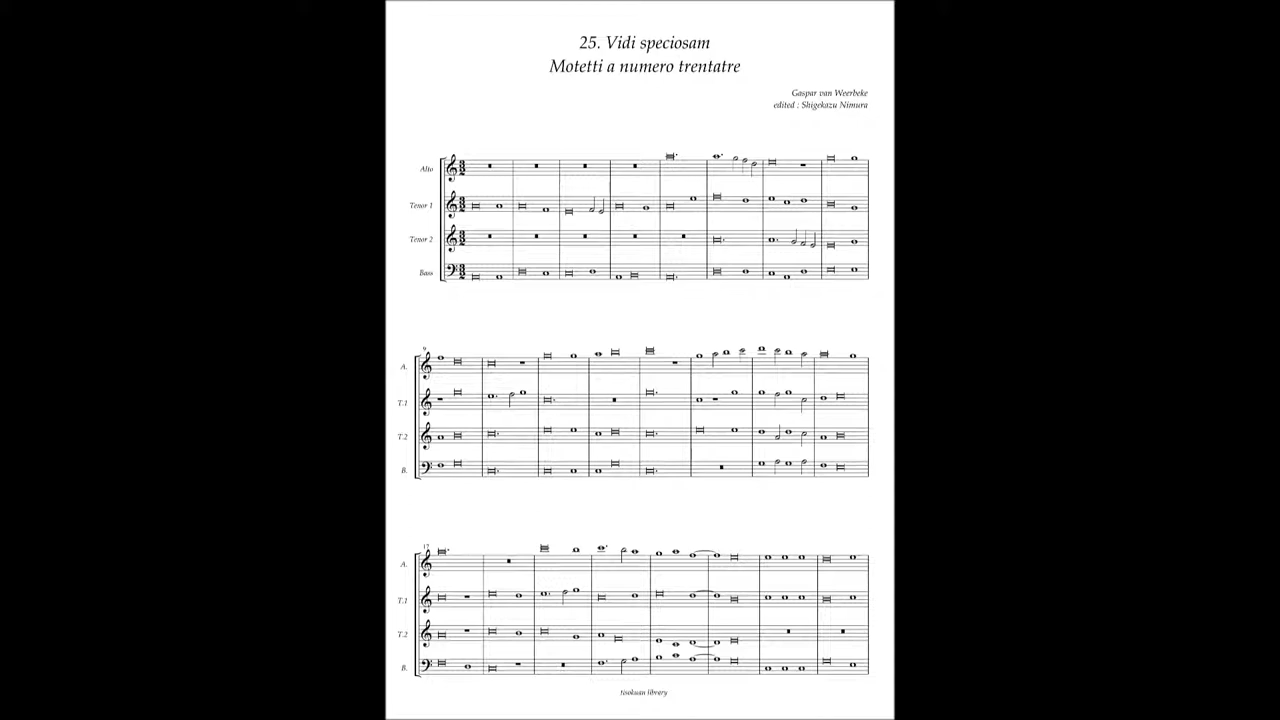 25. Vidi speciosam
Motetti a numero trentatre
Gaspar van Weerbeke
edited : Shigekazu Nimura
Alto
Tenor 1
Tenor 2
Bass
9
A.
T.1
T.2
B.
17
A.
T.1
T.2
B.
Nookuan library